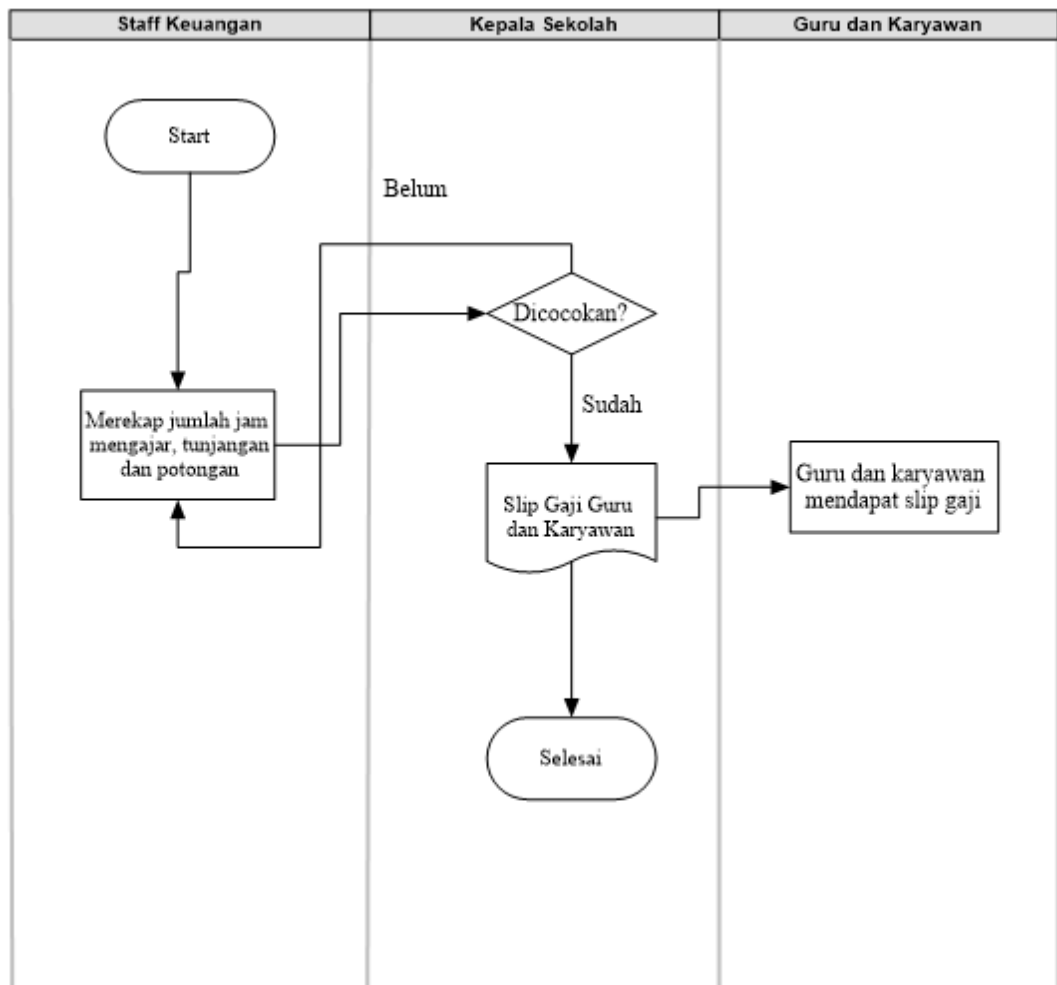 Staff Keuangan
Kepala Sekolah
Guru dan Karyawan
Start
Belum
Dicocokan?
Sudah
Merekap jumlah jam
mengajar, tunjangan
dan potongan
Slip Gaji Guru
dan Karyawan
Guru dan karyawan
mendapat slip gaji
Selesai